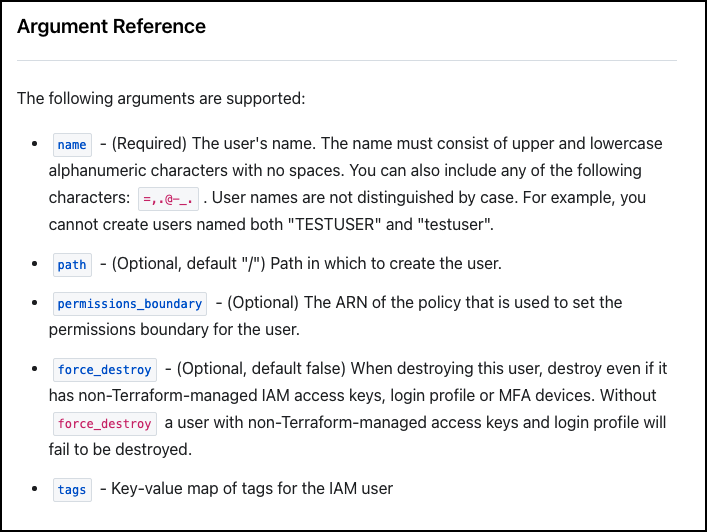 Argument Reference
The following arguments are supported:
• name - (Required) The user's name. The name must consist of upper and lowercase
alphanumeric characters with no spaces. You can also include any of the following
characters: =,.@-_. . User names are not distinguished by case. For example, you
cannot create users named both "TESTUSER" and "testuser".
• path - (Optional, default "/") Path in which to create the user.
• permissions_boundary - (Optional) The ARN of the policy that is used to set the
permissions boundary for the user.
• force_destroy - (Optional, default false) When destroying this user, destroy even if it
has non-Terraform-managed IAM access keys, login profile or MFA devices. Without
force_destroy a user with non-Terraform-managed access keys and login profile will
fail to be destroyed.
• tags - Key-value map of tags for the IAM user